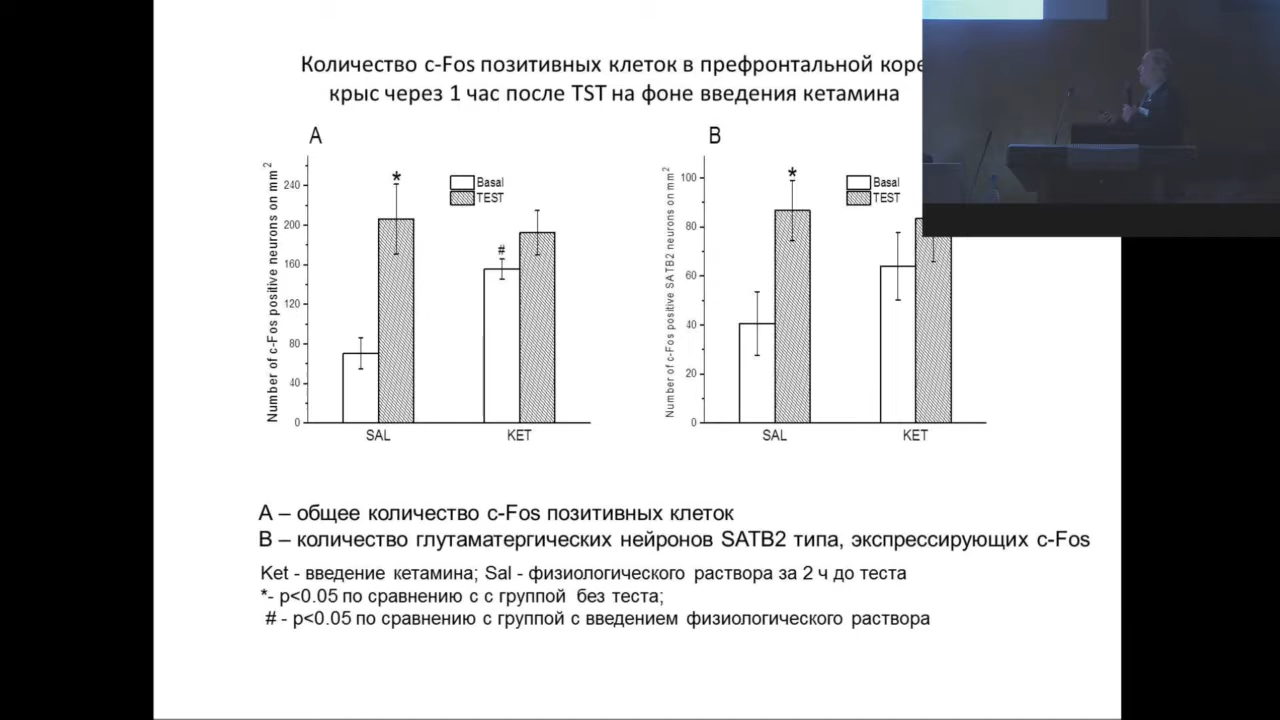 Количество c-Fos позитивных клеток в префронтальной коре
крыс через 1 час после TST на фоне введения кетамина
A
B
Number of c-Fos positive neurons on mm²
240
200
160
120
80
40
0
*
#
Basal
TEST
SAL
KET
Number of c-Fos positive SATB2 neurons on mm²
100
80
60
40
20
0
*
Basal
TEST
SAL
KET
A – общее количество c-Fos позитивных клеток
B – количество глутаматергических нейронов SATB2 типа, экспрессирующих c-Fos
Ket - введение кетамина; Sal - физиологического раствора за 2 ч до теста
*- p<0.05 по сравнению с с группой без теста;
# - p<0.05 по сравнению с группой с введением физиологического раствора